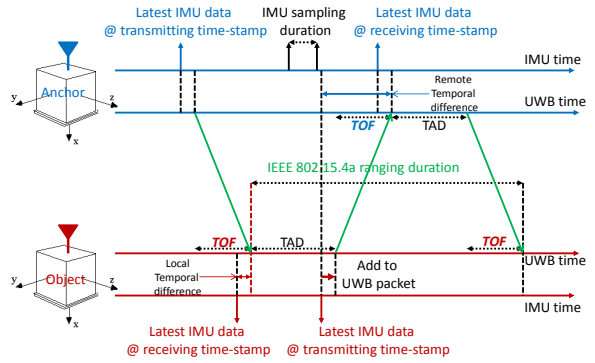 Latest IMU data
@ transmitting time-stamp
IMU sampling
duration
Latest IMU data
@ receiving time-stamp
IMU time
Remote
Temporal
difference
Anchor
y
z
x
UWB time
TOF
TAD
IEEE 802.15.4a ranging duration
TOF
TAD
TOF
UWB time
Local
Temporal
difference
Add to
UWB packet
Object
y
z
x
IMU time
Latest IMU data
@ receiving time-stamp
Latest IMU data
@ transmitting time-stamp